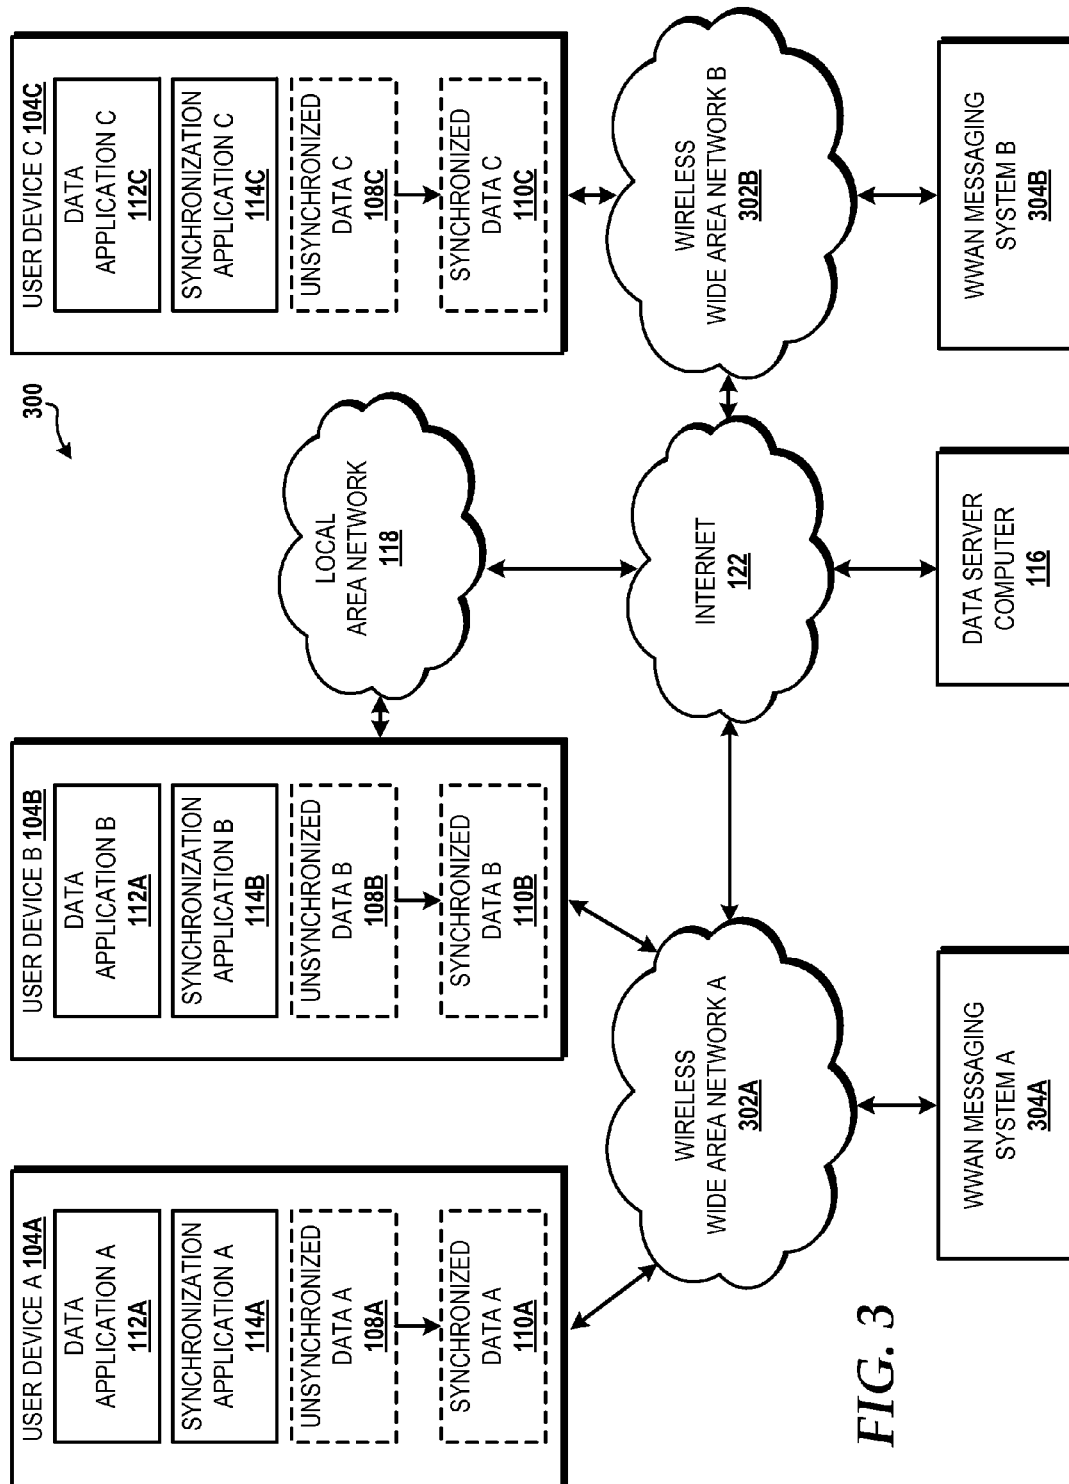 USER DEVICE A 104A
DATA
APPLICATION A
112A
SYNCHRONIZATION
APPLICATION A
114A
UNSYNCHRONIZED
DATA A
108A
SYNCHRONIZED
DATA A
110A
USER DEVICE B 104B
DATA
APPLICATION B
112A
SYNCHRONIZATION
APPLICATION B
114B
UNSYNCHRONIZED
DATA B
108B
SYNCHRONIZED
DATA B
110B
300
USER DEVICE C 104C
DATA
APPLICATION C
112C
SYNCHRONIZATION
APPLICATION C
114C
UNSYNCHRONIZED
DATA C
108C
SYNCHRONIZED
DATA C
110C
LOCAL
AREA NETWORK
118
WIRELESS
WIDE AREA NETWORK A
302A
INTERNET
122
WIRELESS
WIDE AREA NETWORK B
302B
WWAN MESSAGING
SYSTEM A
304A
DATA SERVER
COMPUTER
116
WWAN MESSAGING
SYSTEM B
304B
FIG. 3